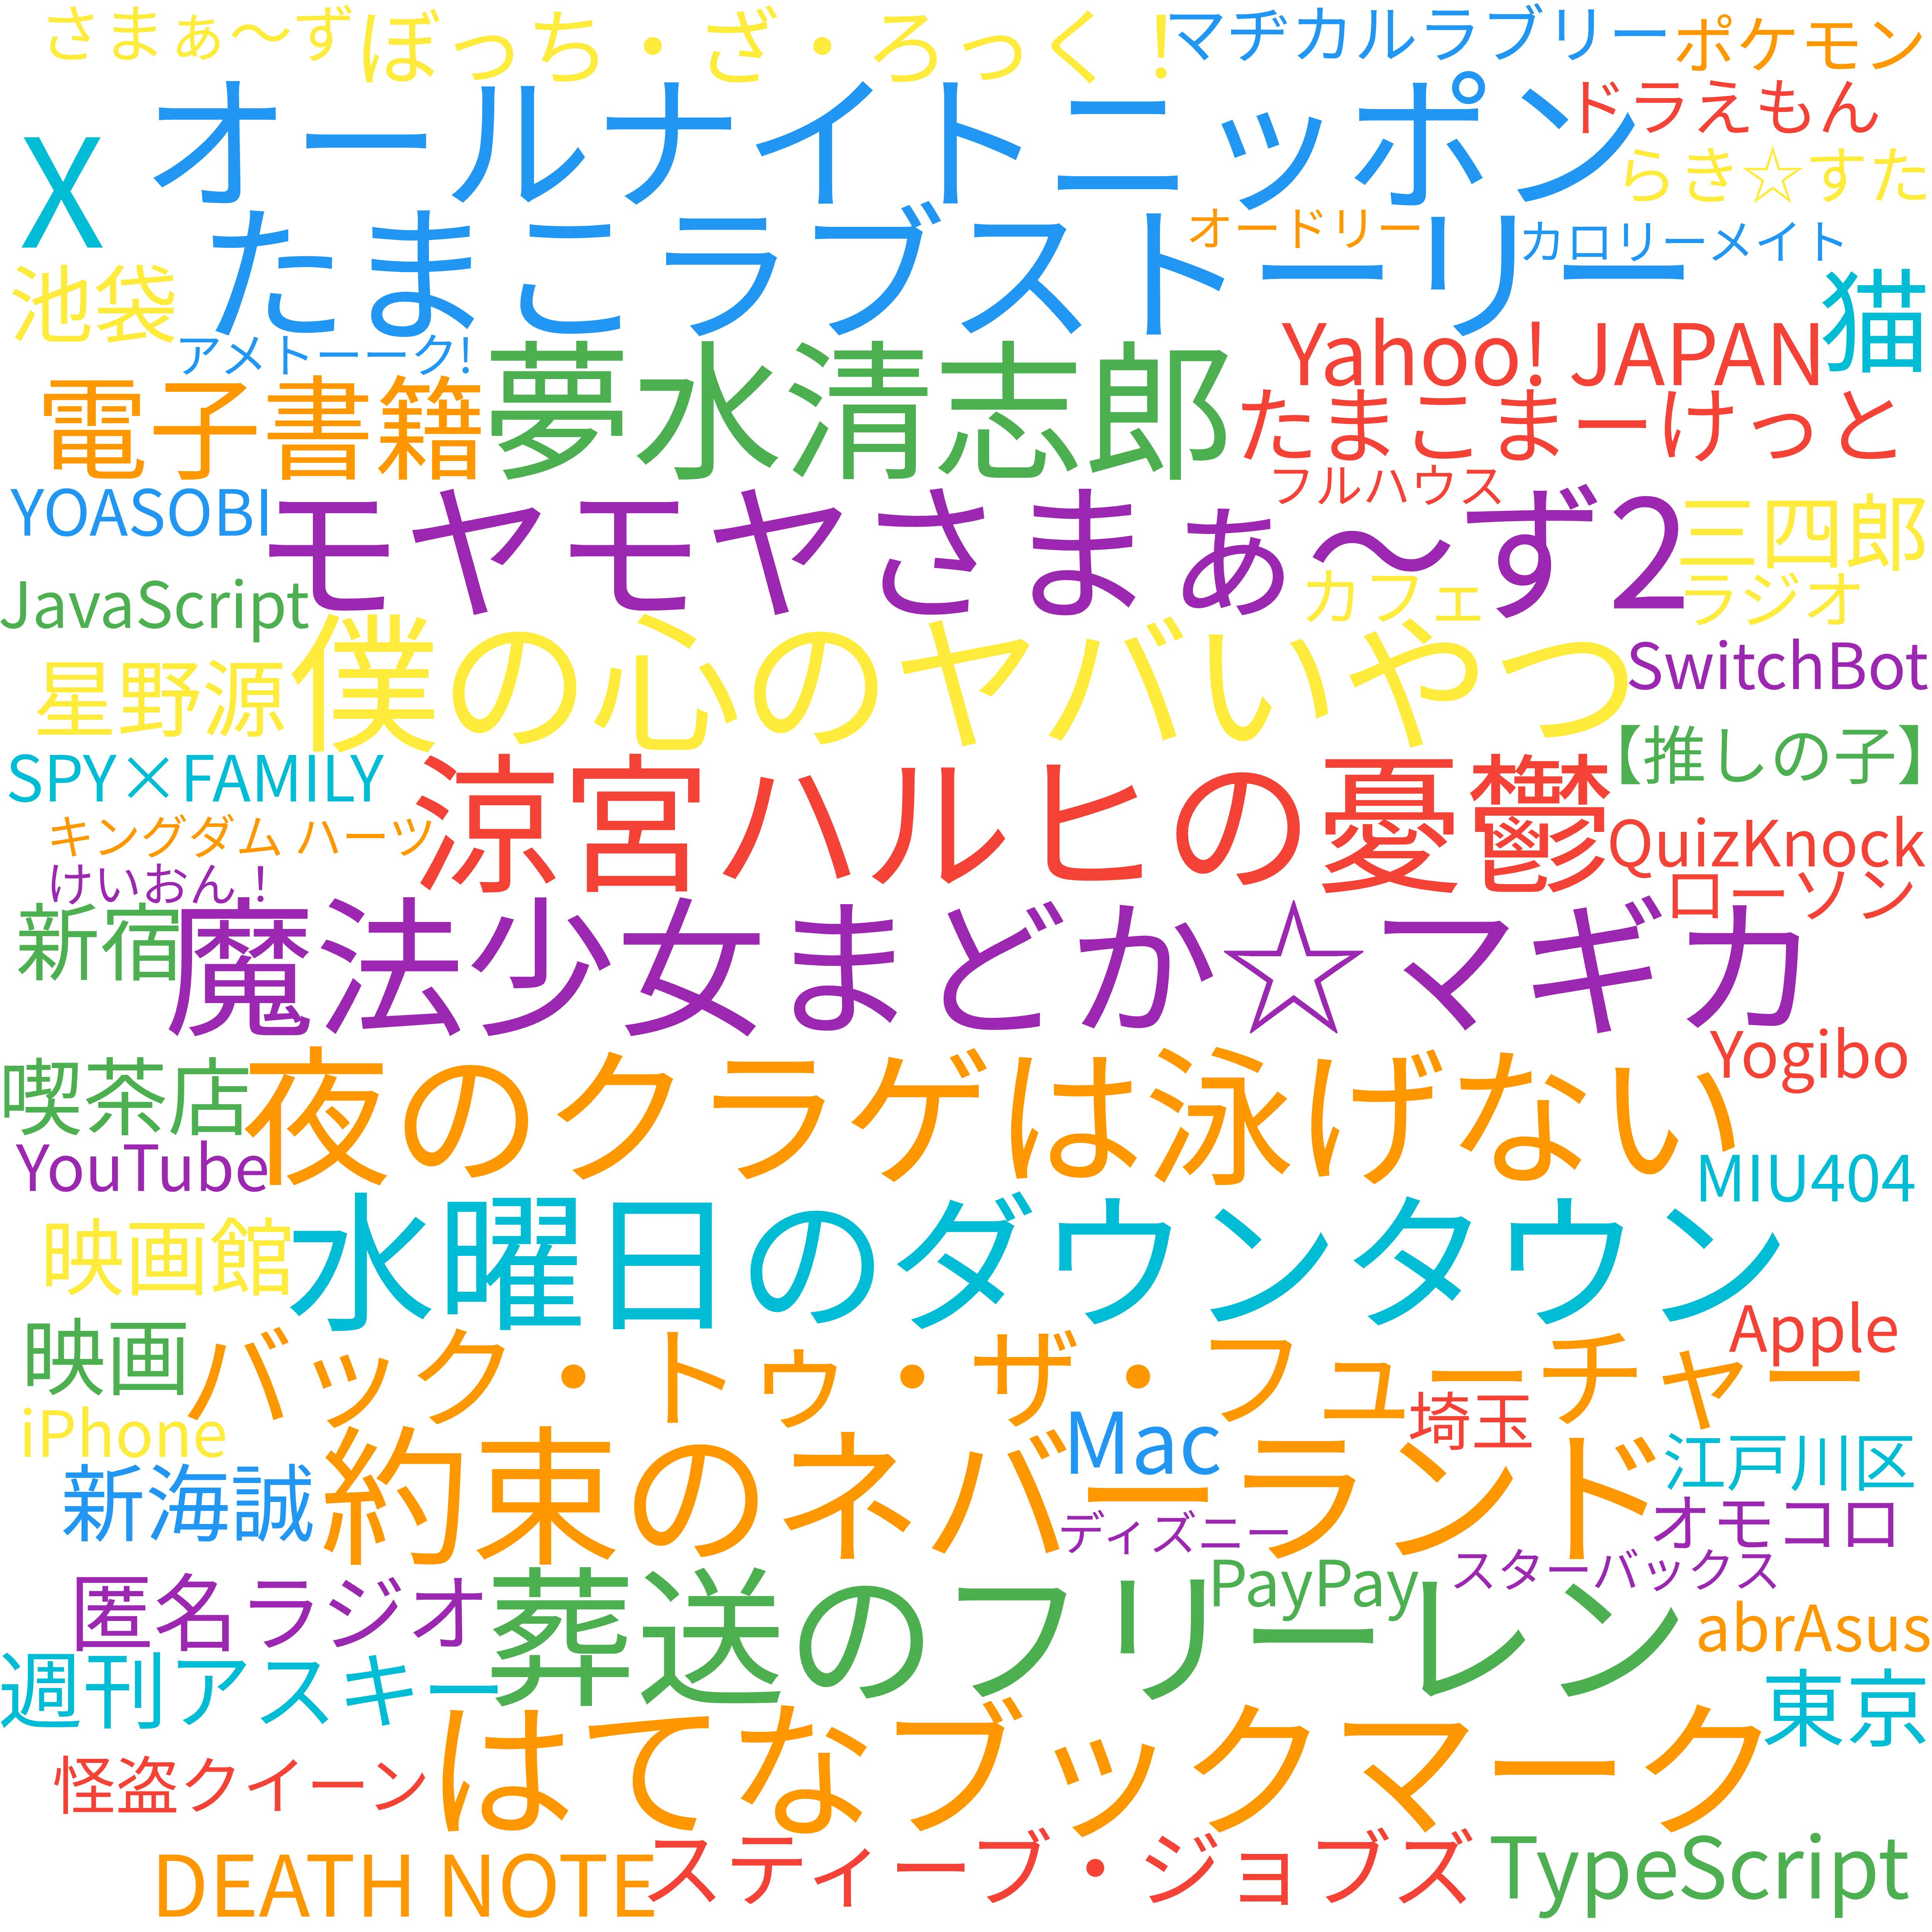 さまぁ〜ず
ぼっち・ざ・ろっく!
マヂカルラブリー
ポケモン
オールナイトニッポン
ドラえもん
X
らき☆すた
たまこラブストーリー
オードリー
カロリーメイト
池袋
猫
アメトーーク!
Yahoo! JAPAN
電子書籍
夢水清志郎
たまこまーけっと
フルハウス
YOASOBI
モヤモヤさまぁ〜ず2
三四郎
JavaScript
カフェ
ラジオ
星野源
僕の心のヤバいやつ
SwitchBot
【推しの子】
SPY×FAMILY
涼宮ハルヒの憂鬱
キングダム ハーツ
QuizKnock
けいおん!
ローソン
新宿
魔法少女まどか☆マギカ
Yogibo
喫茶店
夜のクラゲは泳げない
YouTube
MIU404
映画館
水曜日のダウンタウン
Apple
映画
バック・トゥ・ザ・フューチャー
iPhone
Mac
埼玉
江戸川区
新海誠
約束のネバーランド
ディズニー
オモコロ
匿名ラジオ
葬送のフリーレン
PayPay
スターバックス
abrAsus
週刊アスキー
東京
怪盗クイーン
はてなブックマーク
DEATH NOTE
スティーブ・ジョブズ
TypeScript